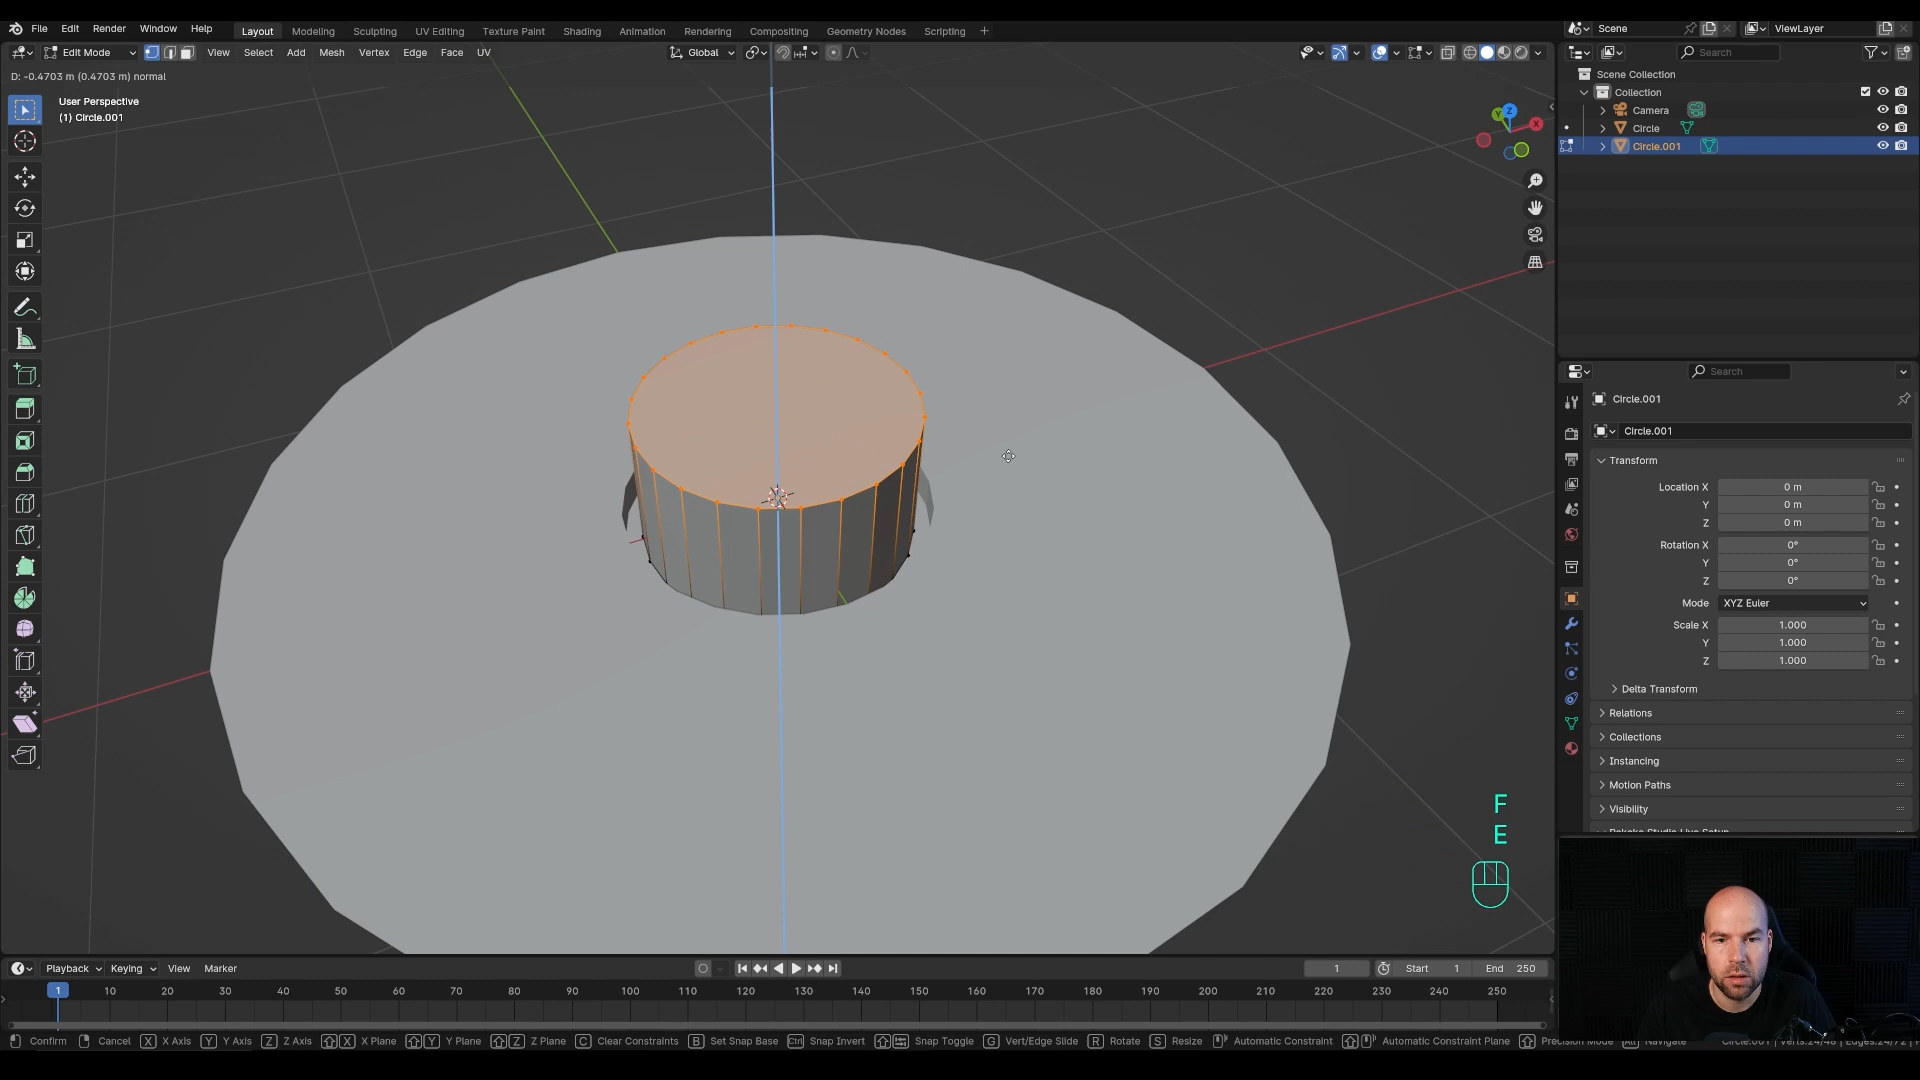 File Edit Render Window Help Layout Modeling Sculpting UV Editing Texture Paint Shading Animation Rendering Compositing Geometry Nodes Scripting
Scene
ViewLayer
Edit Mode View Select Add Mesh Vertex Edge Face UV
Global
Search
D: -0.4703 m (0.4703 m) normal
User Perspective
(1) Circle.001
Z
Y
X
Scene Collection
Collection
Camera
Circle
Circle.001
Search
Circle.001
Circle.001
Transform
Location X 0 m
Y 0 m
Z 0 m
Rotation X 0°
Y 0°
Z 0°
Mode XYZ Euler
Scale X 1.000
Y 1.000
Z 1.000
Delta Transform
Relations
Collections
Instancing
Motion Paths
Visibility
F
E
Playback Keying View Marker
1 Start 1 End 250
1 10 20 30 40 50 60 70 80 90 100 110 120 130 140 150 160 170 180 190 200 210 220 230 240 250
Confirm Cancel X X Axis Y Y Axis Z Z Axis X X Plane Y Y Plane Z Z Plane C Clear Constraints B Set Snap Base Ctrl Snap Invert Snap Toggle G Vert/Edge Slide R Rotate S Resize Automatic Constraint Automatic Constraint Plane Precision Mode Alt Navigate